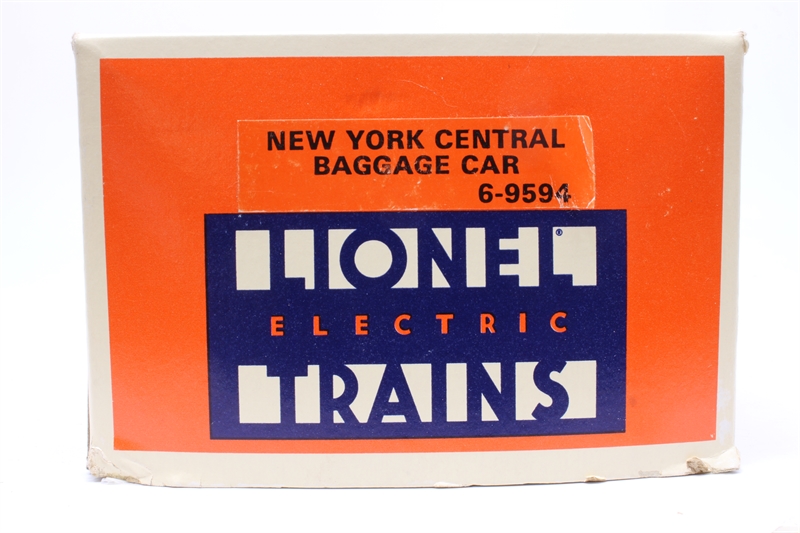 NEW YORK CENTRAL
BAGGAGE CAR
6-9594
LIONEL®
ELECTRIC
TRAINS